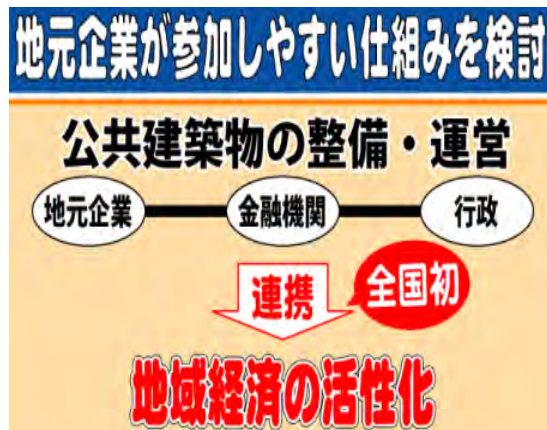 地元企業が参加しやすい仕組みを検討
公共建築物の整備・運営
地元企業 金融機関 行政
連携 全国初
地域経済の活性化